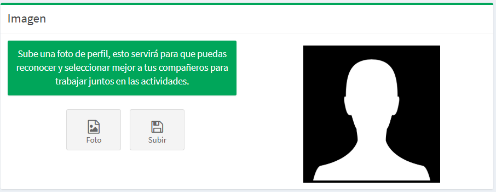 Imagen
Sube una foto de perfil, esto servirá para que puedas
reconocer y seleccionar mejor a tus compañeros para
trabajar juntos en las actividades.
Foto
Subir